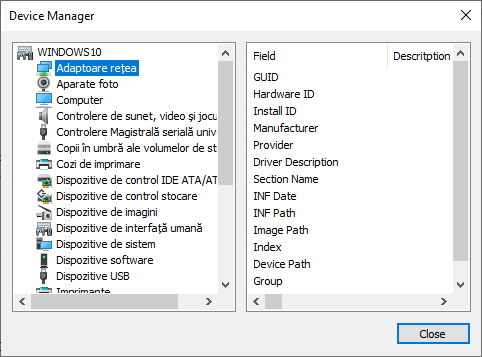 Device Manager
WINDOWS10
Adaptoare rețea
Aparate foto
Computer
Controlere de sunet, video și jocu
Controlere Magistrală serială univ
Copii în umbră ale volumelor de st
Cozi de imprimare
Dispozitive de control IDE ATA/AT
Dispozitive de control stocare
Dispozitive de imagini
Dispozitive de interfață umană
Dispozitive de sistem
Dispozitive software
Dispozitive USB
Imprimante
Field Descritption
GUID
Hardware ID
Install ID
Manufacturer
Provider
Driver Description
Section Name
INF Date
INF Path
Image Path
Index
Device Path
Group
Close